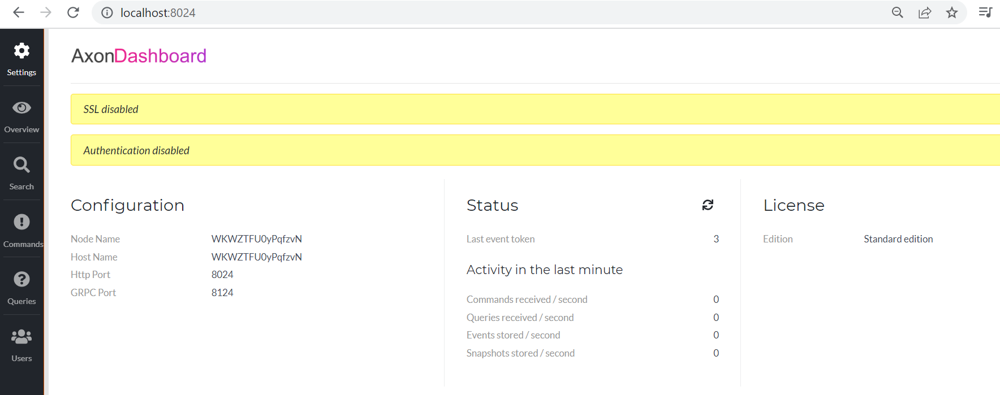 localhost:8024
Settings
Overview
Search
Commands
Queries
Users
AxonDashboard
SSL disabled
Authentication disabled
Configuration
Node Name WKWZTFU0yPqfzvN
Host Name WKWZTFU0yPqfzvN
Http Port 8024
GRPC Port 8124
Status
Last event token 3
Activity in the last minute
Commands received / second 0
Queries received / second 0
Events stored / second 0
Snapshots stored / second 0
License
Edition Standard edition